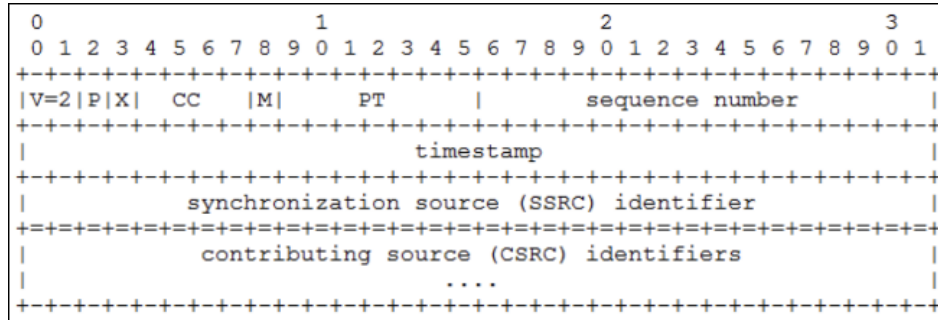 0                   1                   2                   3
0 1 2 3 4 5 6 7 8 9 0 1 2 3 4 5 6 7 8 9 0 1 2 3 4 5 6 7 8 9 0 1
+-+-+-+-+-+-+-+-+-+-+-+-+-+-+-+-+-+-+-+-+-+-+-+-+-+-+-+-+-+-+-+-+
|V=2|P|X|  CC   |M|     PT      |       sequence number         |
+-+-+-+-+-+-+-+-+-+-+-+-+-+-+-+-+-+-+-+-+-+-+-+-+-+-+-+-+-+-+-+-+
|                           timestamp                           |
+-+-+-+-+-+-+-+-+-+-+-+-+-+-+-+-+-+-+-+-+-+-+-+-+-+-+-+-+-+-+-+-+
|           synchronization source (SSRC) identifier            |
+=+=+=+=+=+=+=+=+=+=+=+=+=+=+=+=+=+=+=+=+=+=+=+=+=+=+=+=+=+=+=+=+
|            contributing source (CSRC) identifiers             |
|                             ....                              |
+-+-+-+-+-+-+-+-+-+-+-+-+-+-+-+-+-+-+-+-+-+-+-+-+-+-+-+-+-+-+-+-+